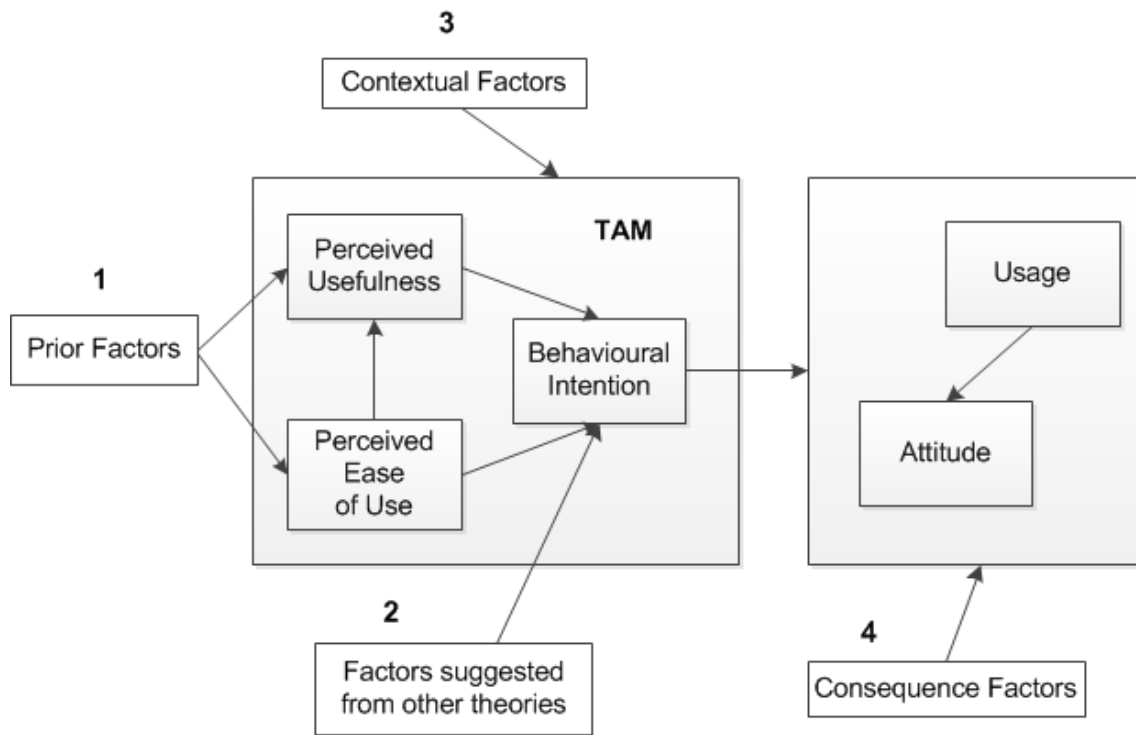 3
Contextual Factors
TAM
Perceived
Usefulness
Usage
1
Prior Factors
Behavioural
Intention
Perceived
Ease
of Use
Attitude
2
Factors suggested
from other theories
4
Consequence Factors